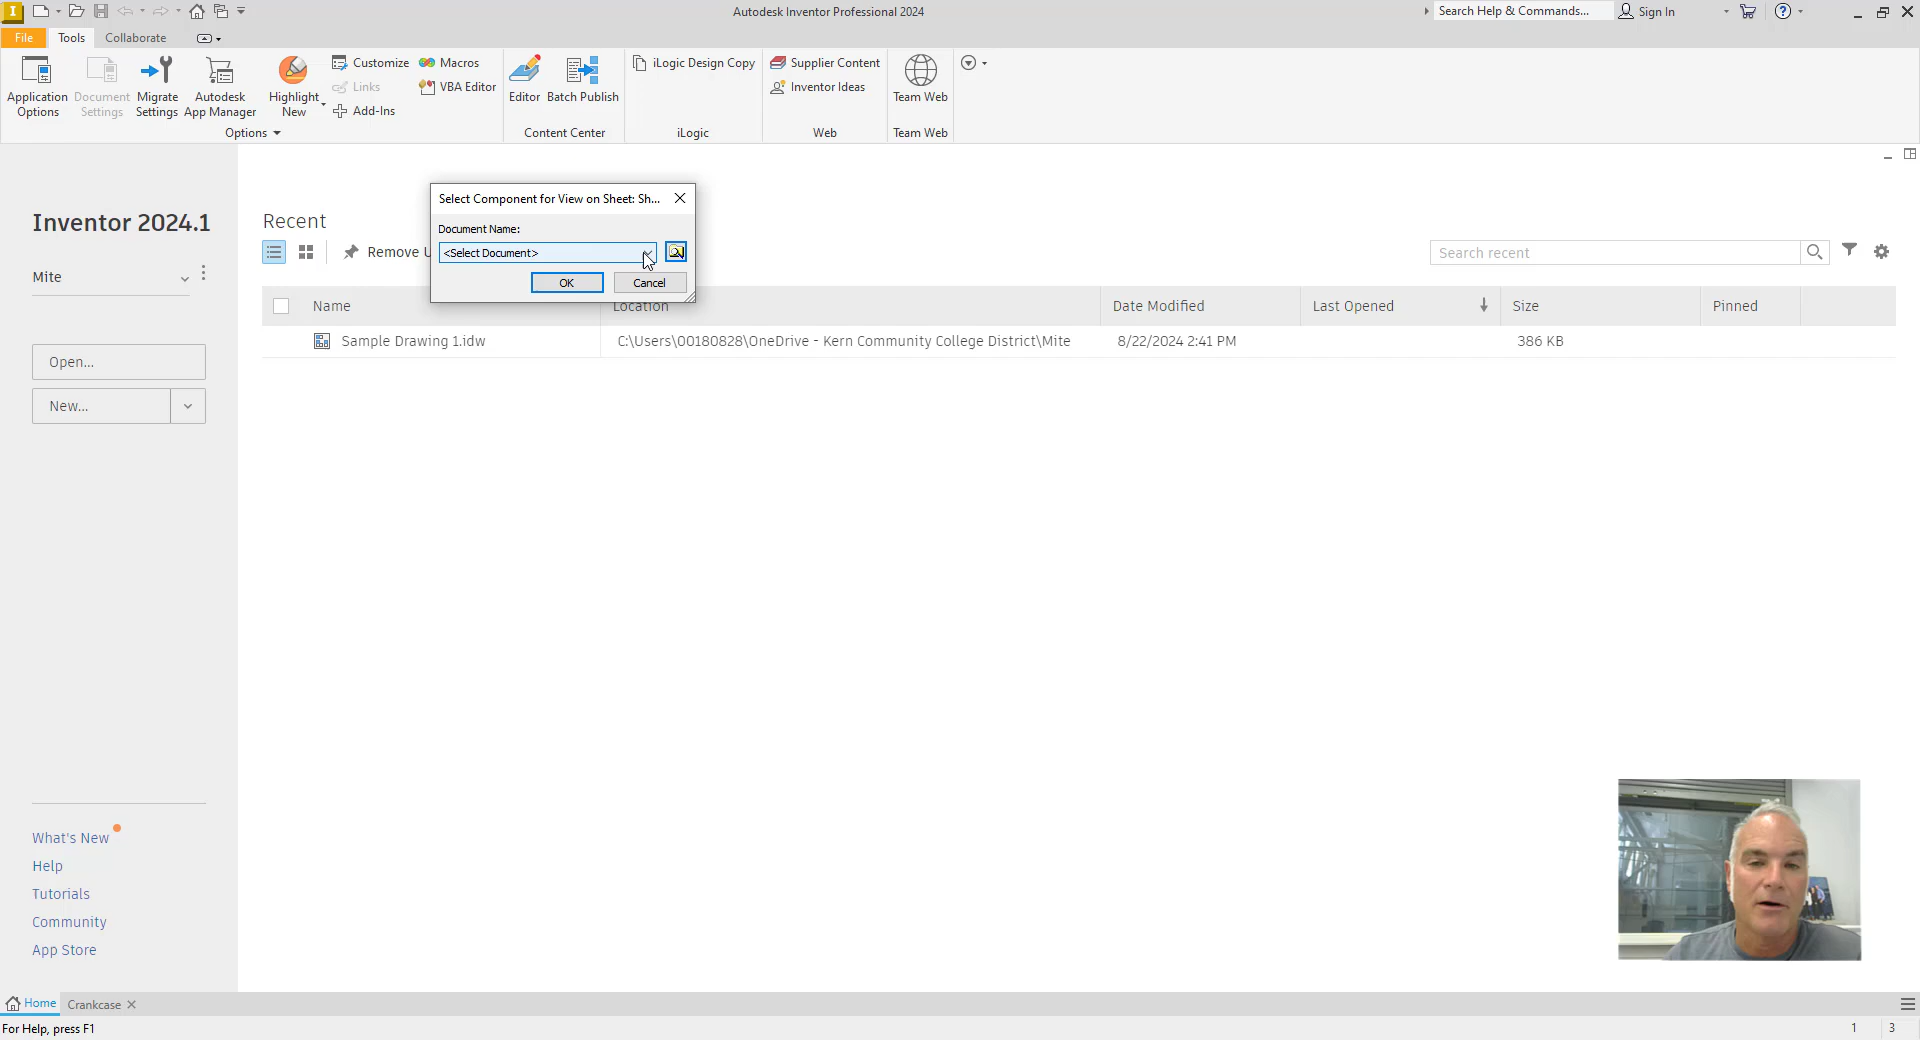 Autodesk Inventor Professional 2024
Search Help & Commands...
Sign In
File
Tools
Collaborate
Application Options
Document Settings
Migrate Settings
Autodesk App Manager
Highlight New
Customize
Links
Add-Ins
Macros
VBA Editor
Options
Editor
Batch Publish
Content Center
iLogic Design Copy
iLogic
Supplier Content
Inventor Ideas
Web
Team Web
Team Web
Inventor 2024.1
Mite
Open...
New...
Recent
Remove U
Search recent
Select Component for View on Sheet: Sh...
Document Name:
<Select Document>
OK
Cancel
Name
Location
Date Modified
Last Opened
Size
Pinned
Sample Drawing 1.idw
C:\Users\00180828\OneDrive - Kern Community College District\Mite
8/22/2024 2:41 PM
386 KB
What's New
Help
Tutorials
Community
App Store
Home
Crankcase
For Help, press F1
1
3